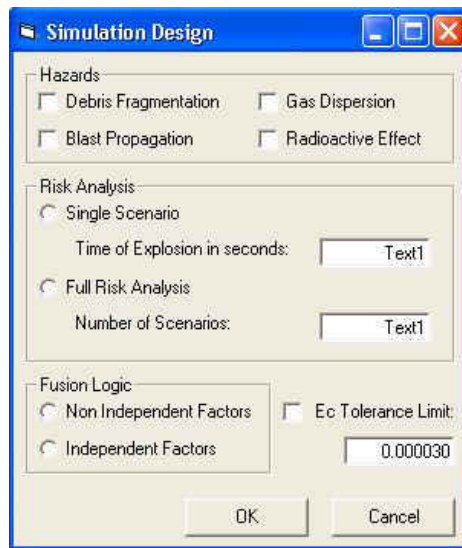 Simulation Design
Hazards
Debris Fragmentation Gas Dispersion
Blast Propagation Radioactive Effect
Risk Analysis
Single Scenario
Time of Explosion in seconds: Text1
Full Risk Analysis
Number of Scenarios: Text1
Fusion Logic
Non Independent Factors Ec Tolerance Limit:
Independent Factors 0.000030
OK Cancel